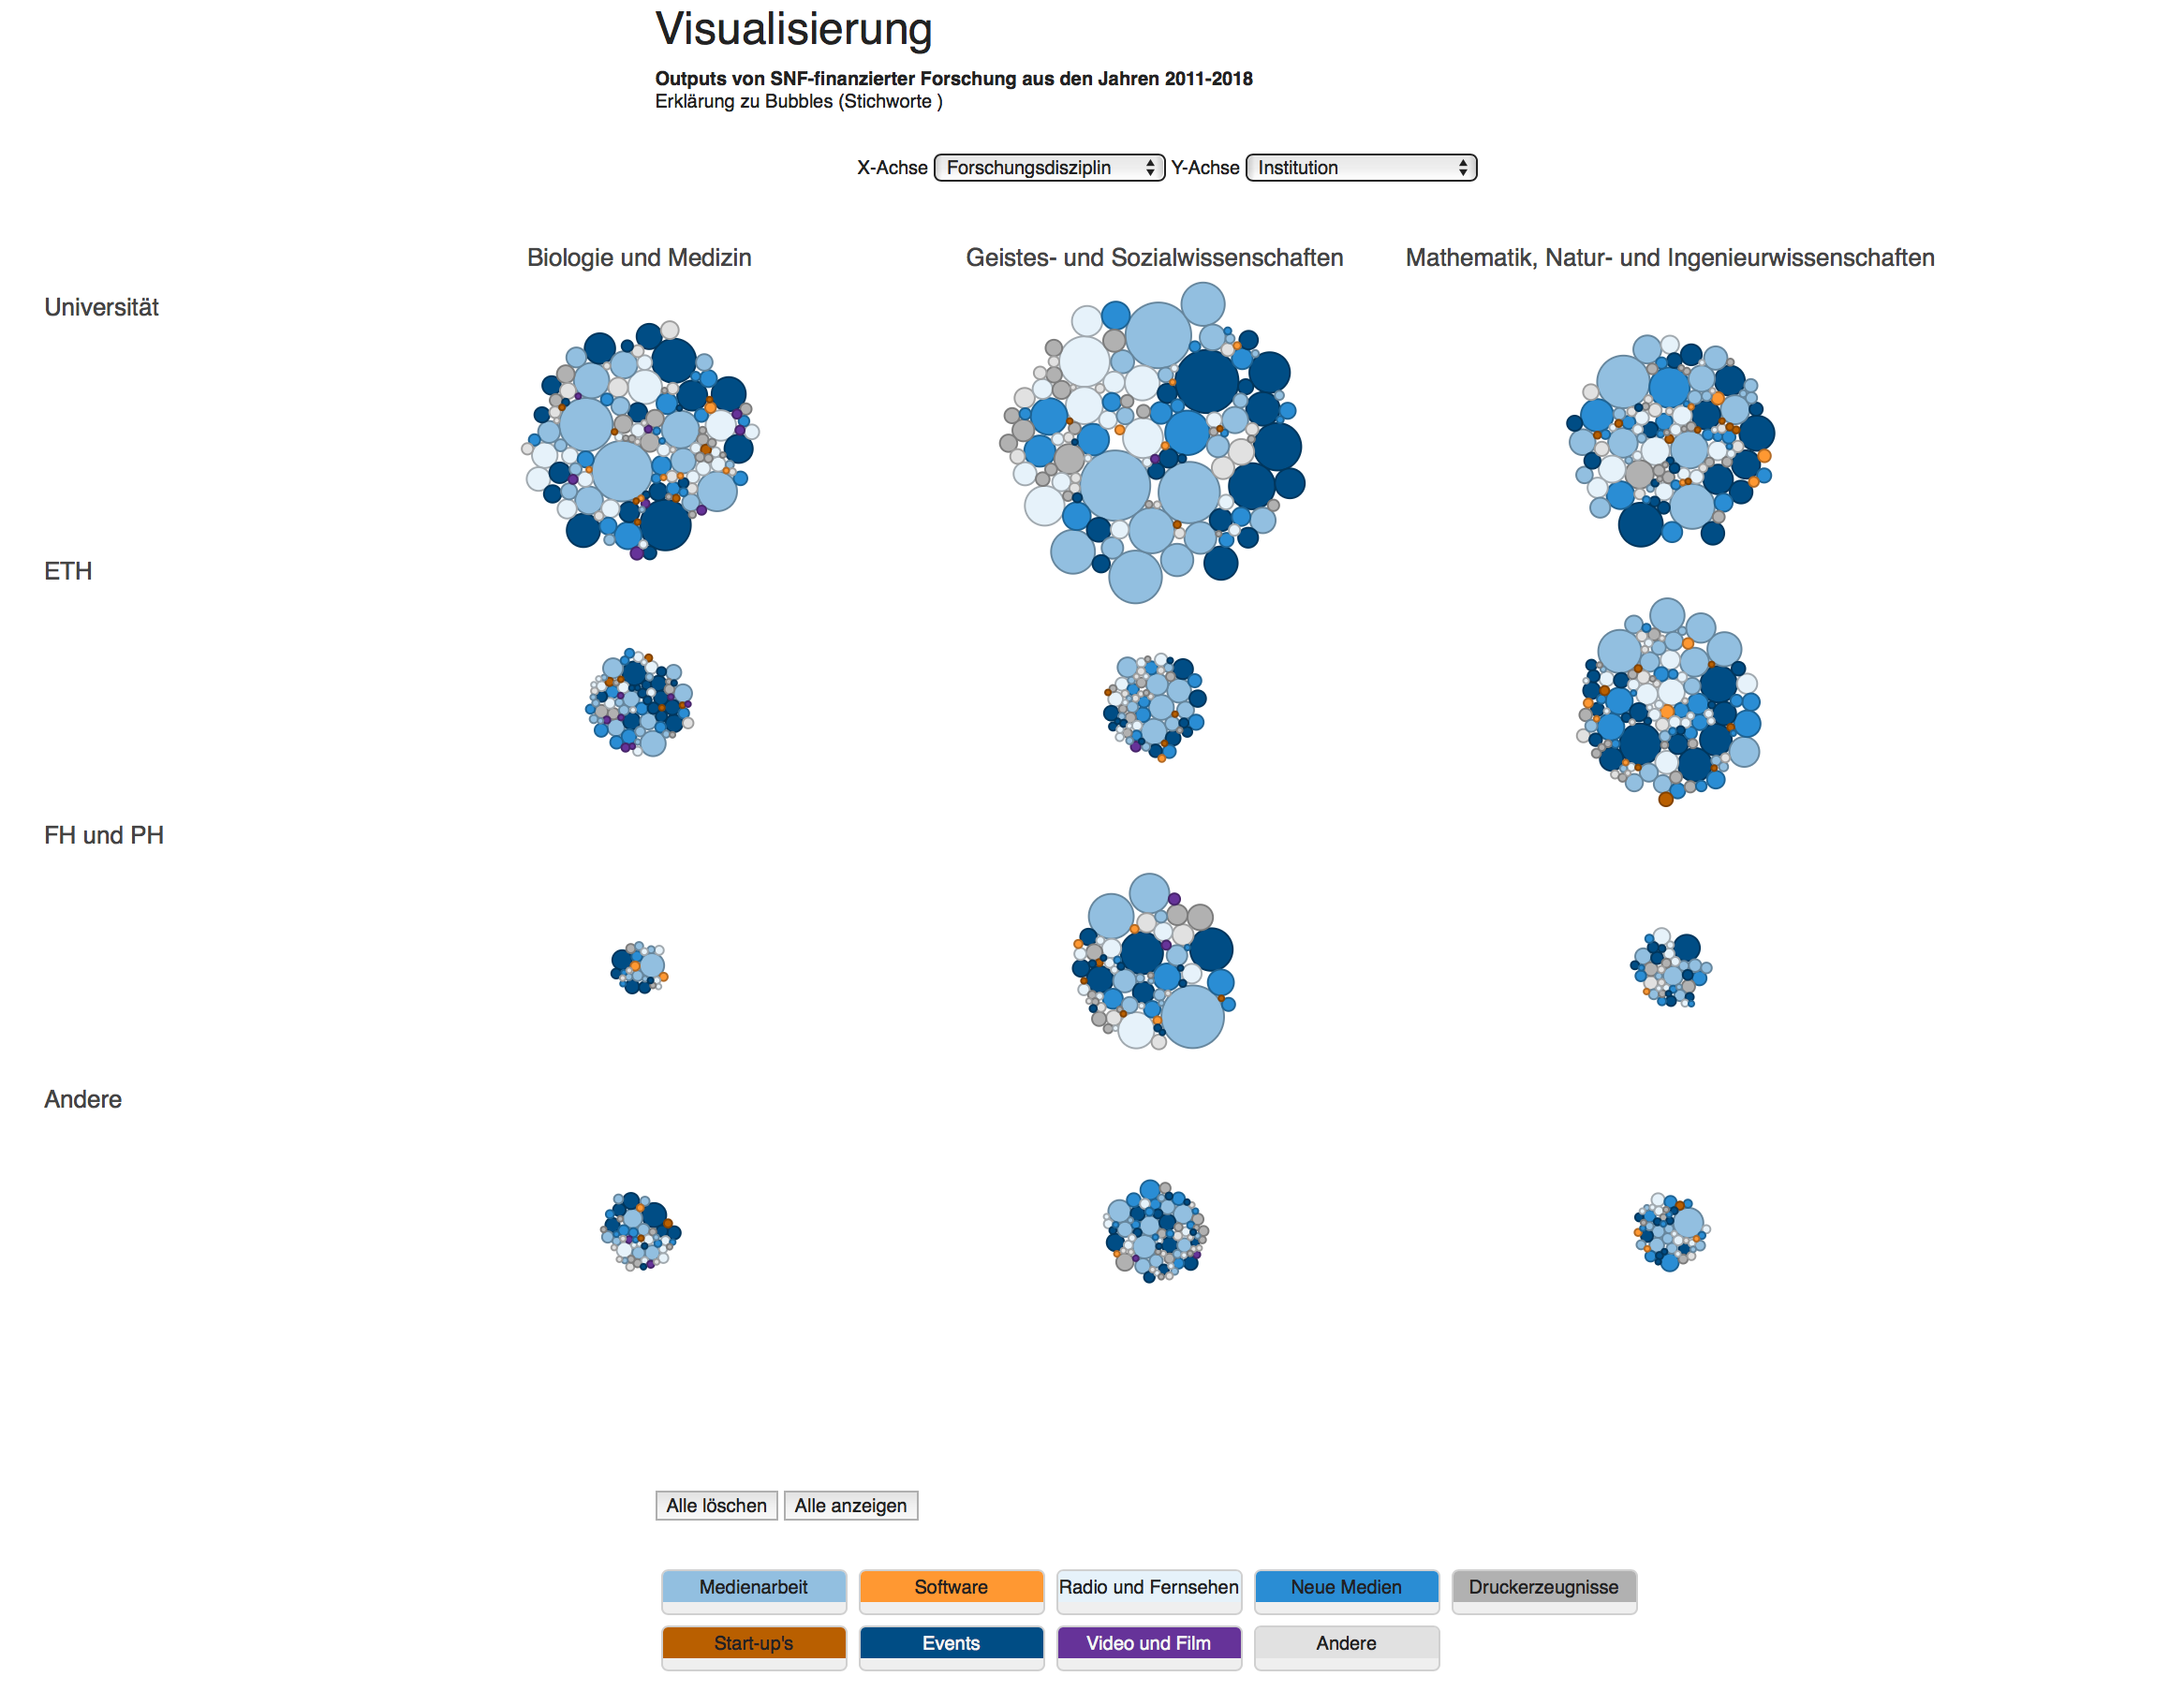 Visualisierung
Outputs von SNF-finanzierter Forschung aus den Jahren 2011-2018
Erklärung zu Bubbles (Stichworte )
X-Achse Forschungsdisziplin Y-Achse Institution
Biologie und Medizin Geistes- und Sozialwissenschaften Mathematik, Natur- und Ingenieurwissenschaften
Universität
ETH
FH und PH
Andere
Alle löschen Alle anzeigen
Medienarbeit Software Radio und Fernsehen Neue Medien Druckerzeugnisse
Start-up's Events Video und Film Andere